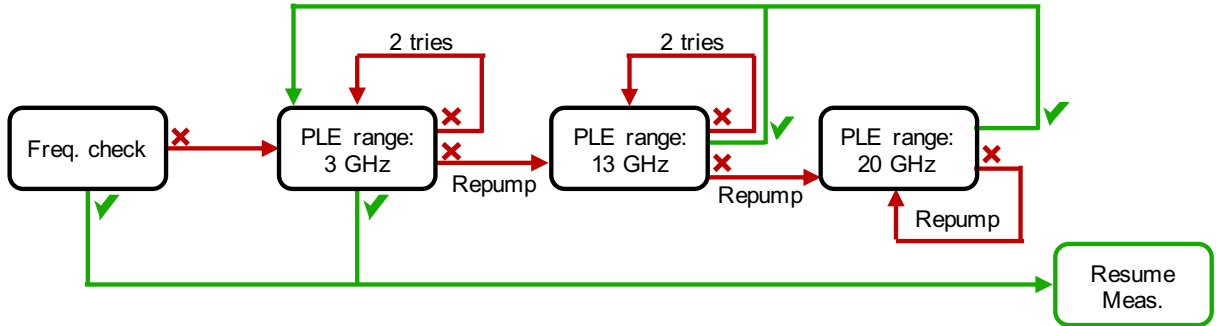 2 tries
2 tries
Freq. check
PLE range:
3 GHz
Repump
PLE range:
13 GHz
Repump
PLE range:
20 GHz
Repump
Resume
Meas.